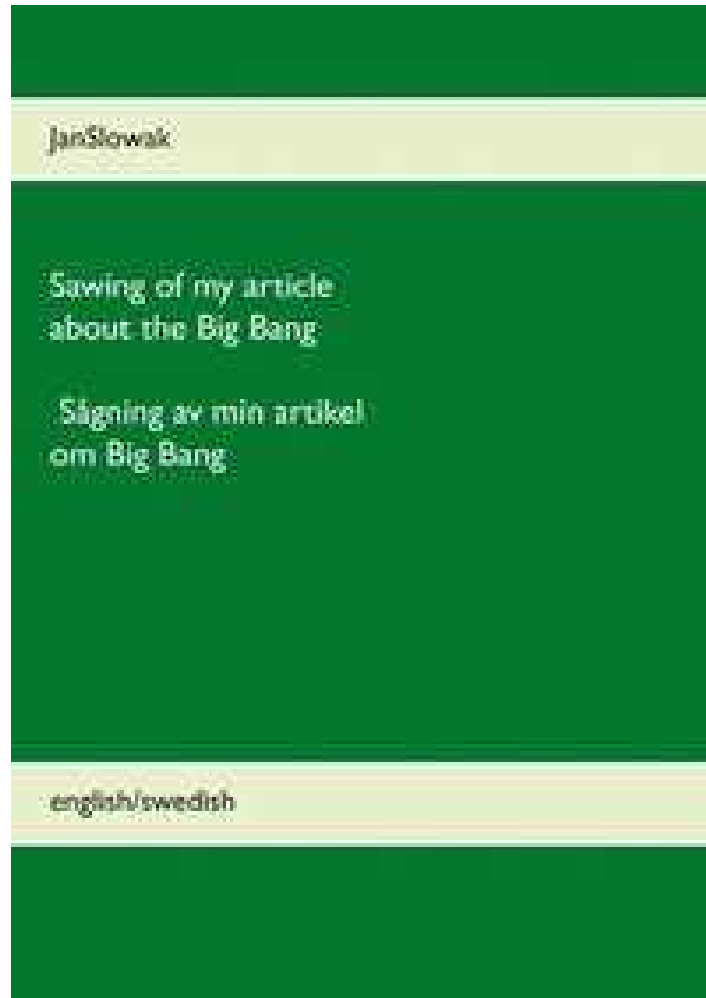 JanSlowak
Sawing of my article
about the Big Bang
Sågning av min artikel
om Big Bang
english/swedish